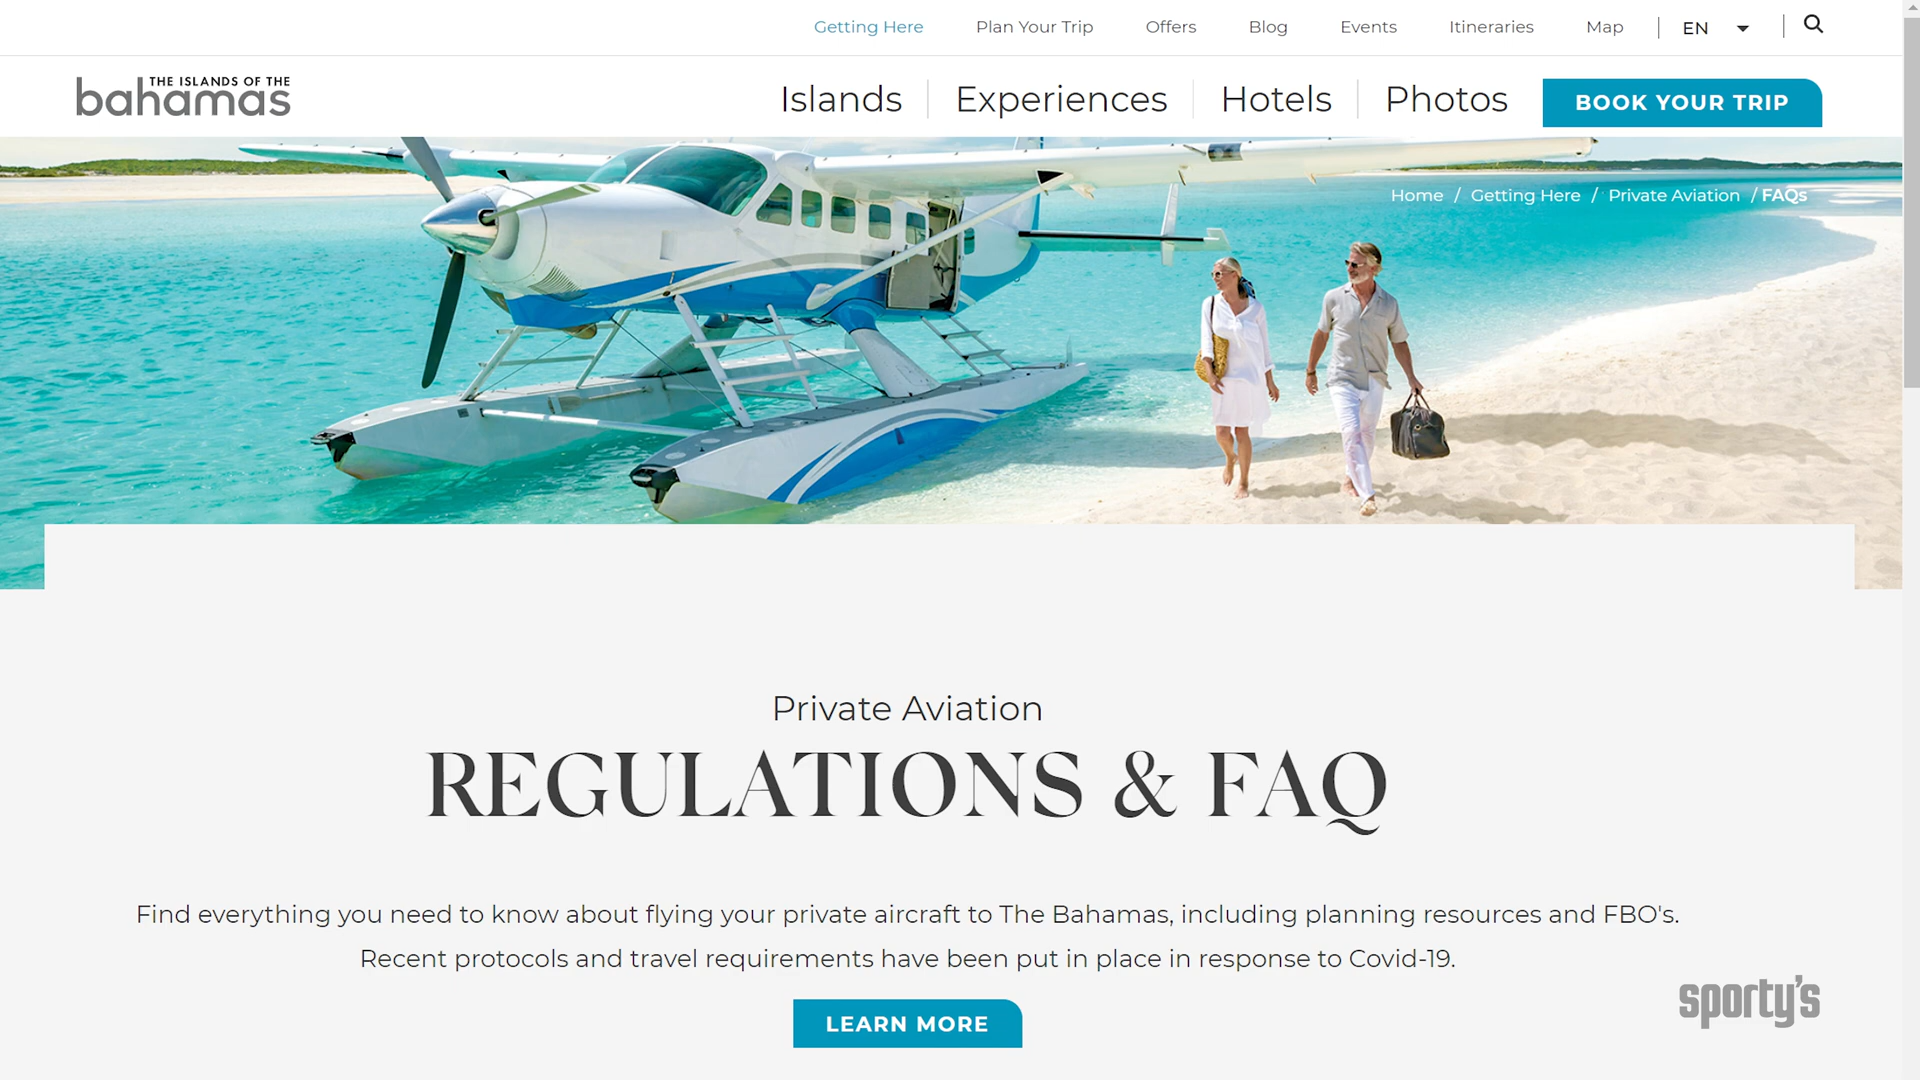 Getting Here Plan Your Trip Offers Blog Events Itineraries Map EN
THE ISLANDS OF THE
bahamas
Islands Experiences Hotels Photos BOOK YOUR TRIP
Home / Getting Here / Private Aviation / FAQs
Private Aviation
REGULATIONS & FAQ
Find everything you need to know about flying your private aircraft to The Bahamas, including planning resources and FBO's.
Recent protocols and travel requirements have been put in place in response to Covid-19.
LEARN MORE
sporty's